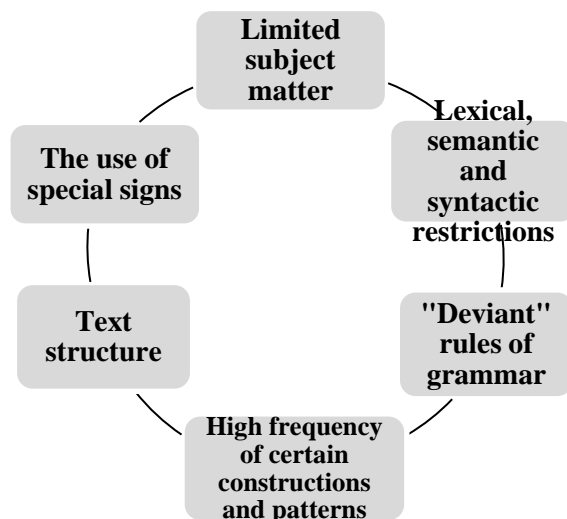 Limited
subject
matter
Lexical,
semantic
and
syntactic
restrictions
"Deviant"
rules of
grammar
High frequency
of certain
constructions
and patterns
Text
structure
The use of
special signs